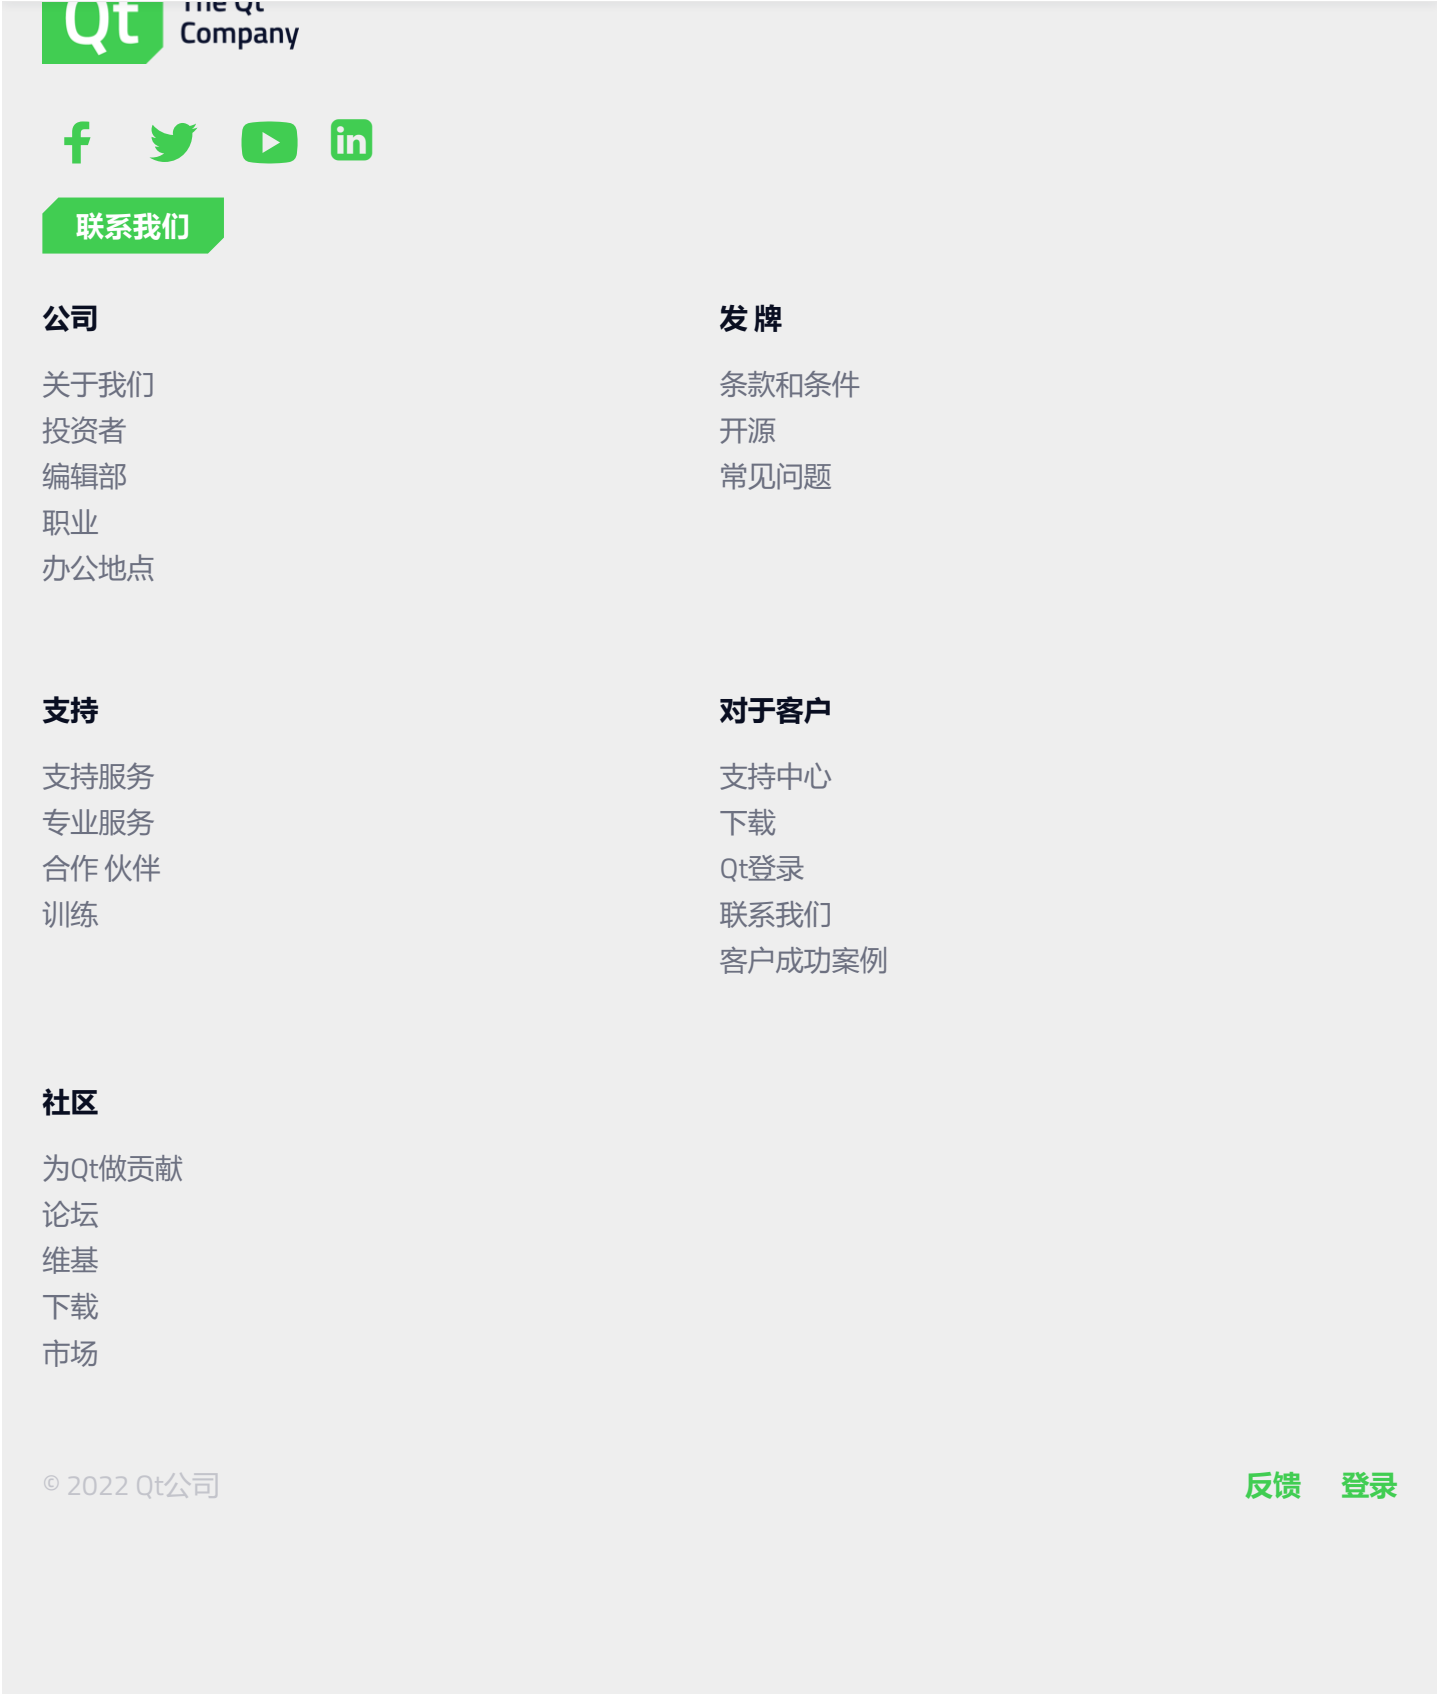 Qt
The Qt
Company
in
联系我们
公司
关于我们
投资者
编辑部
职业
办公地点
发 牌
条款和条件
开源
常见问题
支持
支持服务
专业服务
合作 伙伴
训练
对于客户
支持中心
下载
Qt登录
联系我们
客户成功案例
社区
为Qt做贡献
论坛
维基
下载
市场
© 2022 Qt公司
反馈 登录